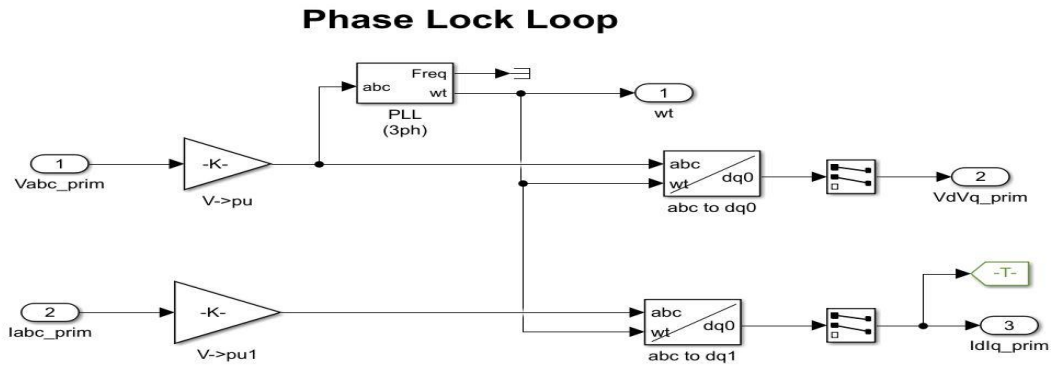 Phase Lock Loop
abc
Freq
wt
PLL
(3ph)
1
wt
1
Vabc_prim
-K-
V->pu
abc
wt
dq0
abc to dq0
2
VdVq_prim
2
Iabc_prim
-K-
V->pu1
abc
wt
dq0
abc to dq1
-T-
3
IdIq_prim